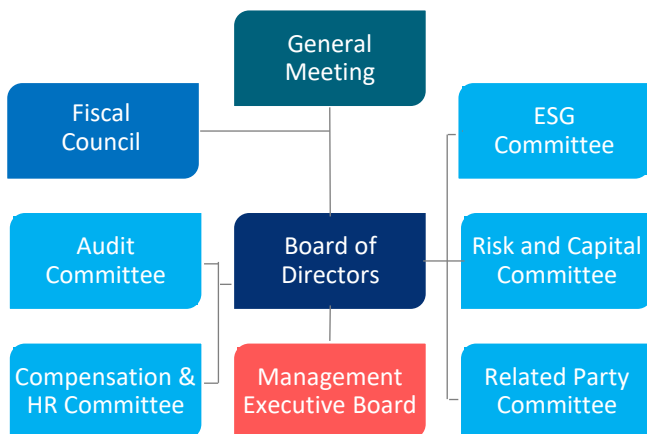 General
Meeting
Fiscal
Council
ESG
Committee
Audit
Committee
Board of
Directors
Risk and Capital
Committee
Compensation &
HR Committee
Management
Executive Board
Related Party
Committee